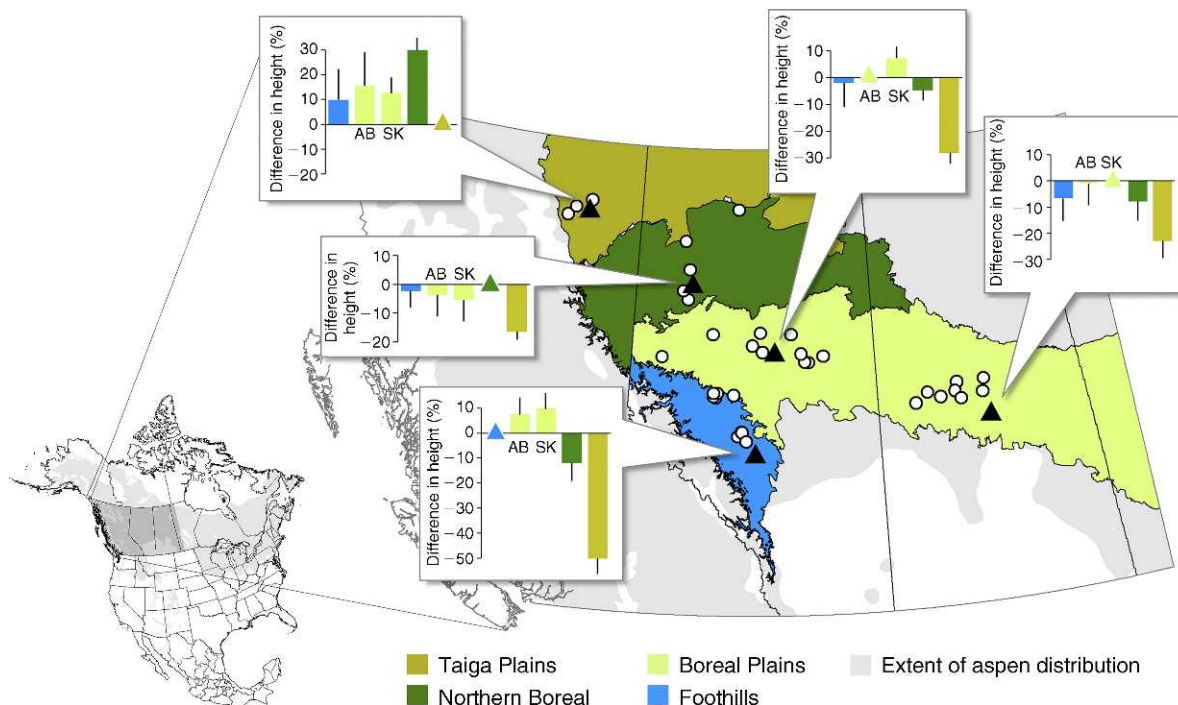 Difference in height (%)
30
20
10
0
−10
−20
AB SK
Difference in height (%)
10
0
−10
−20
−30
AB SK
Difference in height (%)
10
0
−10
−20
−30
AB SK
Difference in
height (%)
10
0
−10
−20
AB SK
Difference in height (%)
10
0
−10
−20
−30
−40
−50
AB SK
Taiga Plains
Boreal Plains
Extent of aspen distribution
Northern Boreal
Foothills